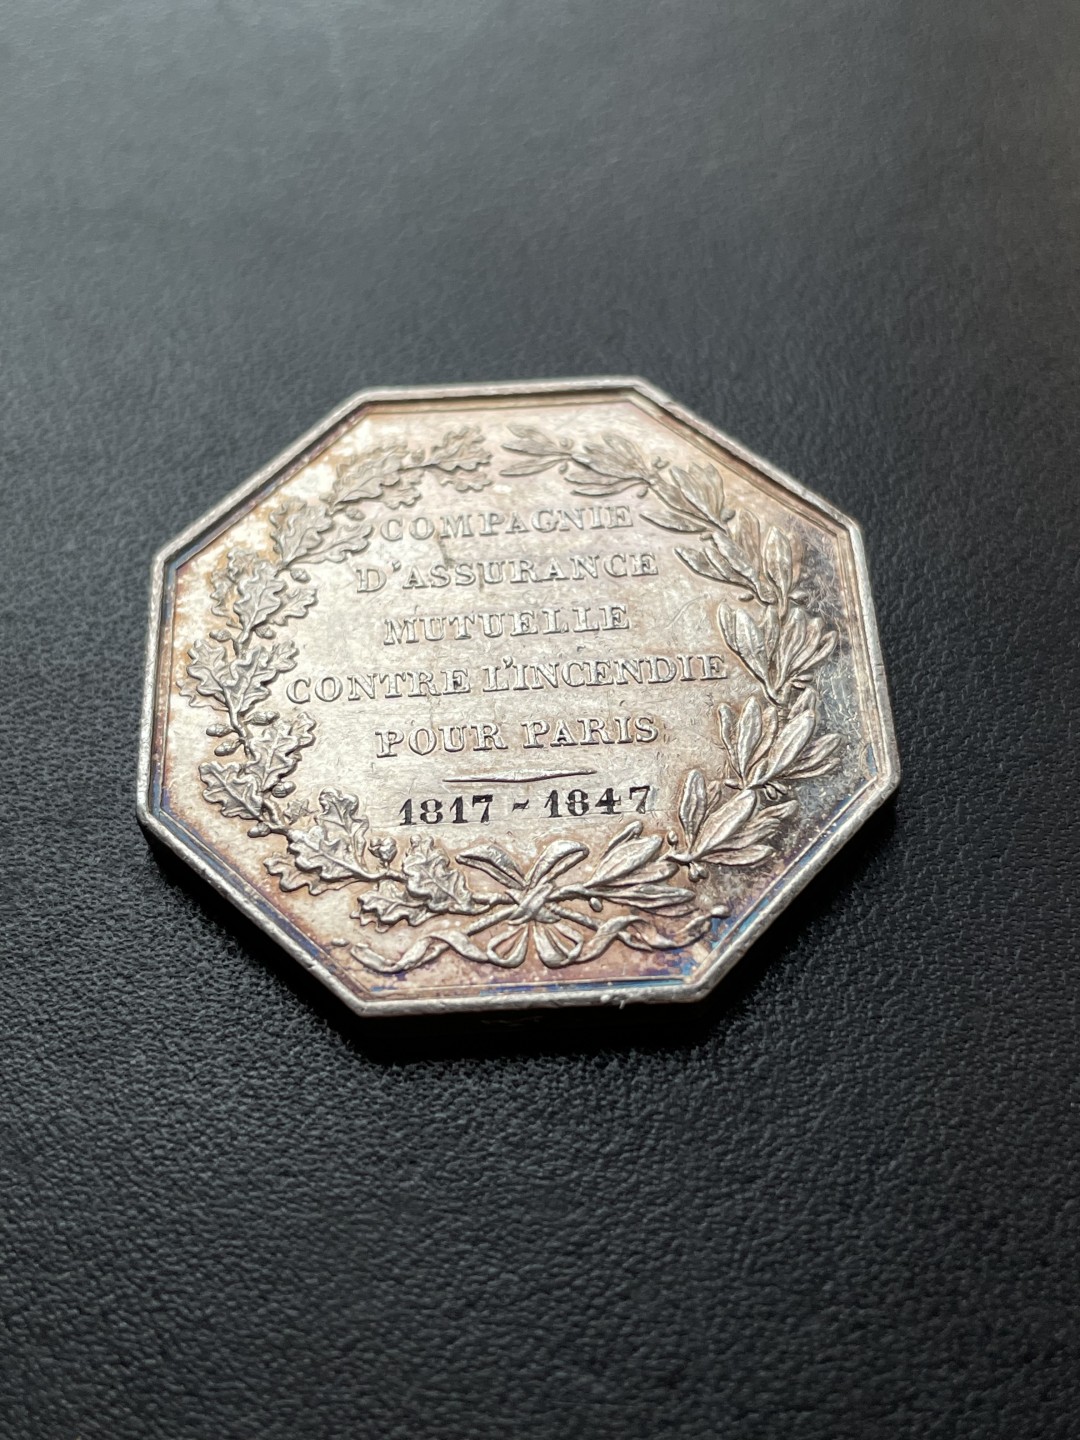 COMPAGNIE
D'ASSURANCE
MUTUELLE
CONTRE L'INCENDIE
POUR PARIS
1817 - 1847